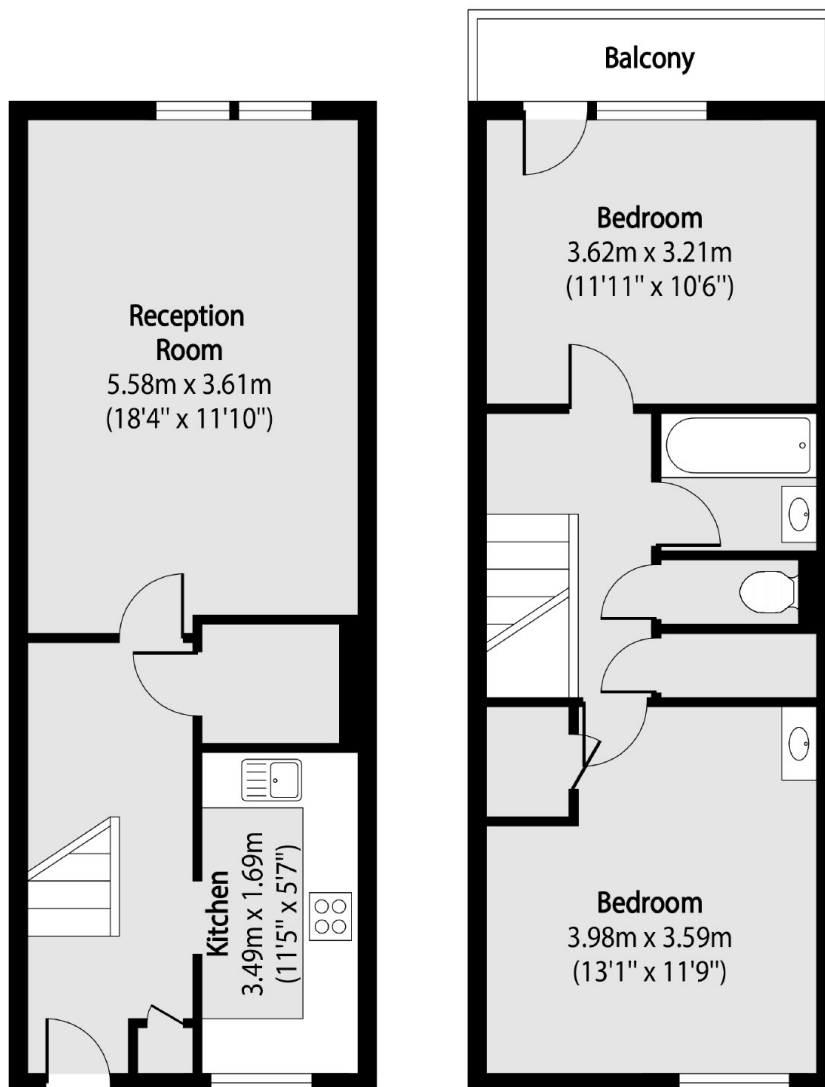 Balcony
Reception
Room
5.58m x 3.61m
(18'4" x 11'10")
Kitchen
3.49m x 1.69m
(11'5" x 5'7")
Bedroom
3.62m x 3.21m
(11'11" x 10'6")
Bedroom
3.98m x 3.59m
(13'1" x 11'9")